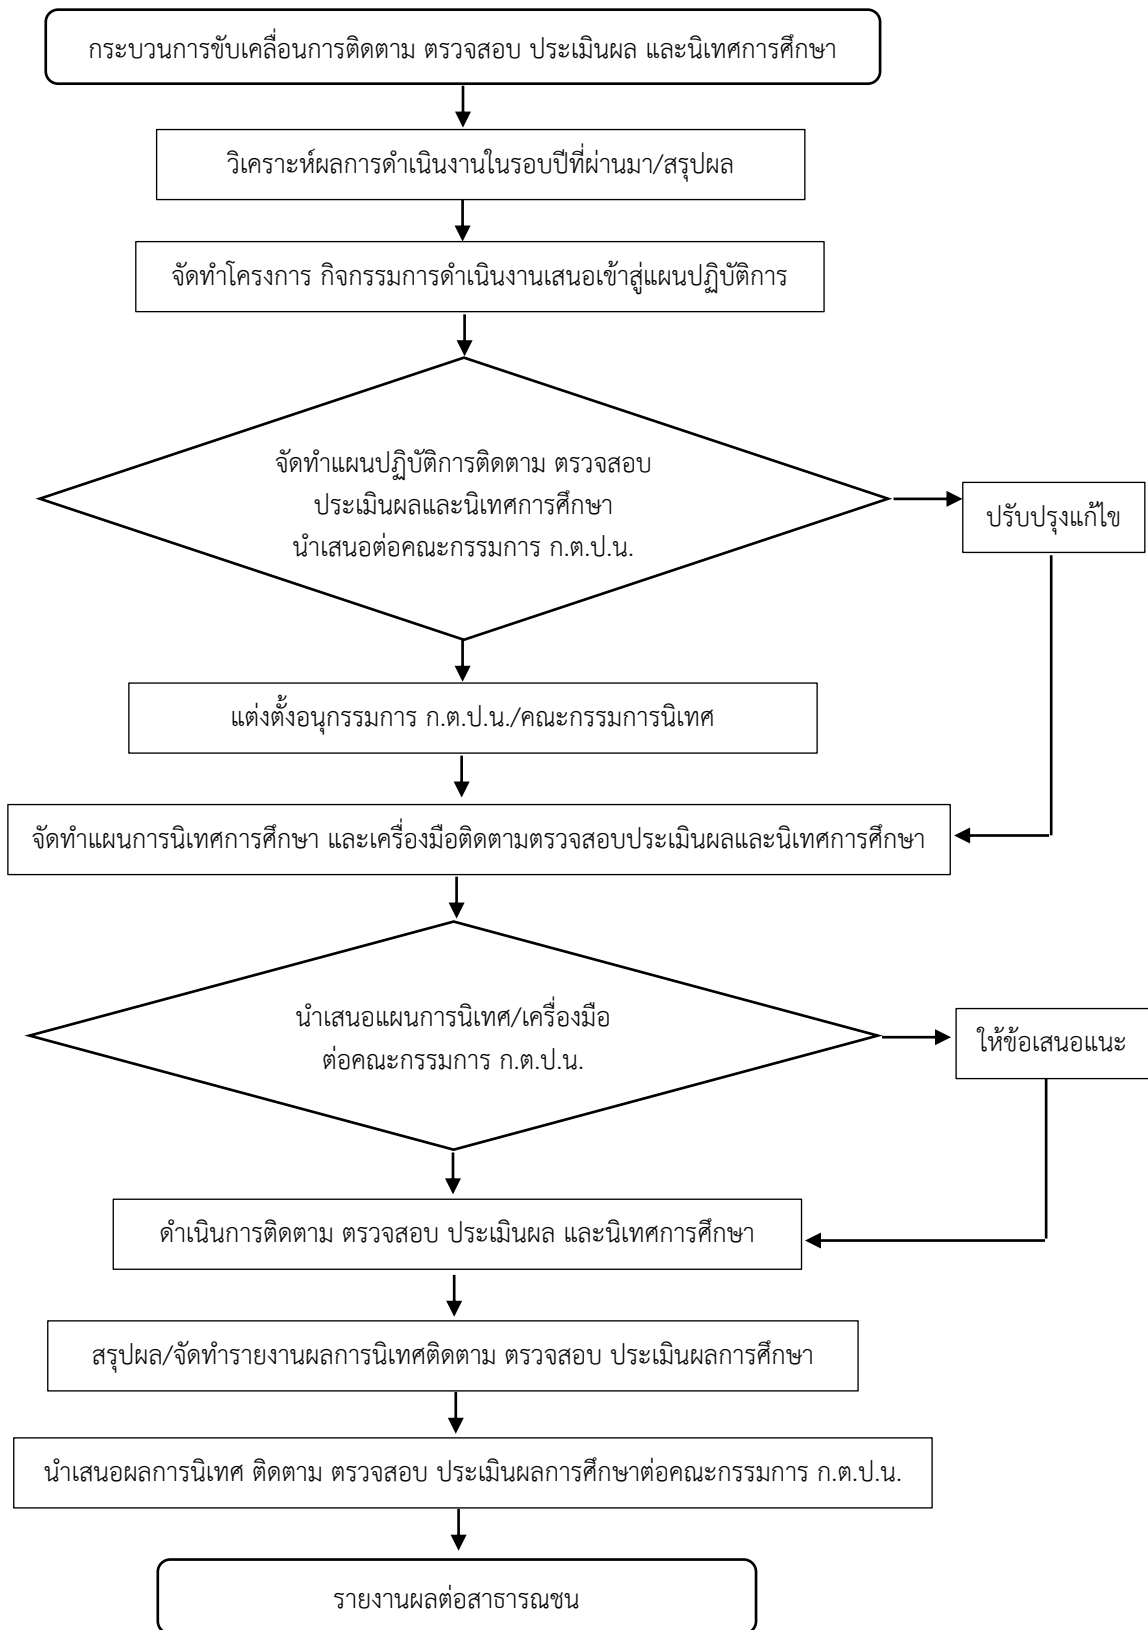 กระบวนการขับเคลื่อนการติดตาม ตรวจสอบ ประเมินผล และนิเทศการศึกษา
วิเคราะห์ผลการดำเนินงานในรอบปีที่ผ่านมา/สรุปผล
จัดทำโครงการ กิจกรรมการดำเนินงานเสนอเข้าสู่แผนปฏิบัติการ
จัดทำแผนปฏิบัติการติดตาม ตรวจสอบ
ประเมินผลและนิเทศการศึกษา
นำเสนอต่อคณะกรรมการ ก.ต.ป.น.
ปรับปรุงแก้ไข
แต่งตั้งอนุกรรมการ ก.ต.ป.น./คณะกรรมการนิเทศ
จัดทำแผนการนิเทศการศึกษา และเครื่องมือติดตามตรวจสอบประเมินผลและนิเทศการศึกษา
นำเสนอแผนการนิเทศ/เครื่องมือ
ต่อคณะกรรมการ ก.ต.ป.น.
ให้ข้อเสนอแนะ
ดำเนินการติดตาม ตรวจสอบ ประเมินผล และนิเทศการศึกษา
สรุปผล/จัดทำรายงานผลการนิเทศติดตาม ตรวจสอบ ประเมินผลการศึกษา
นำเสนอผลการนิเทศ ติดตาม ตรวจสอบ ประเมินผลการศึกษาต่อคณะกรรมการ ก.ต.ป.น.
รายงานผลต่อสาธารณชน